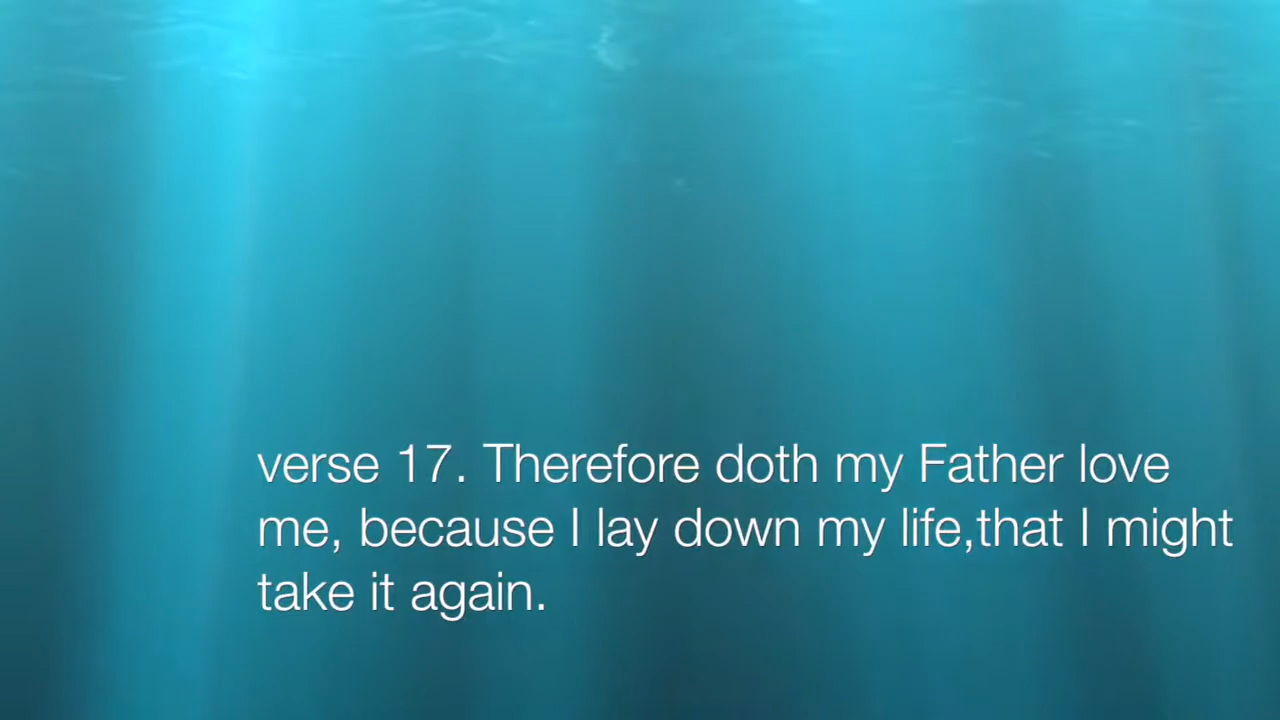 verse 17. Therefore doth my Father love
me, because I lay down my life,that I might
take it again.